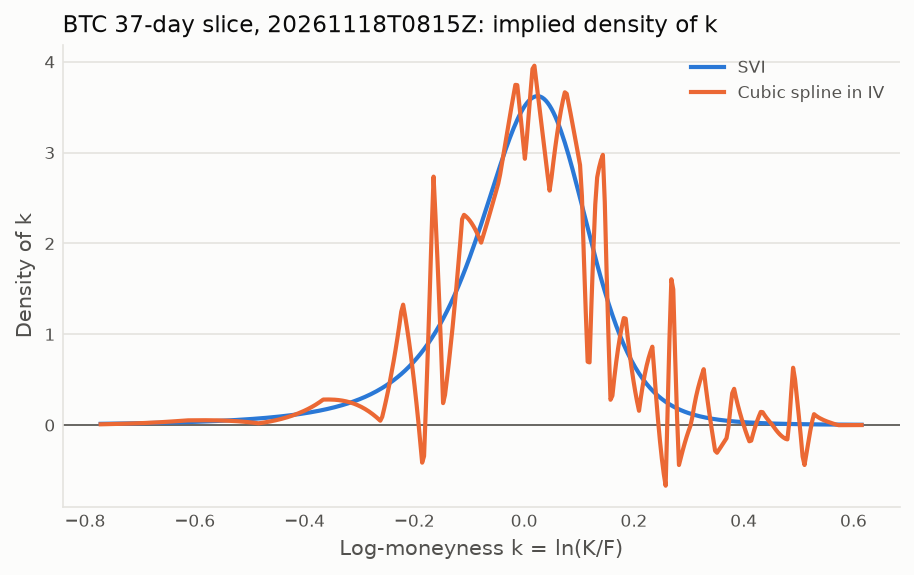 BTC 37-day slice, 20261118T0815Z: implied density of k
SVI
Cubic spline in IV
Density of k
4
3
2
1
0
−0.8 −0.6 −0.4 −0.2 0.0 0.2 0.4 0.6
Log-moneyness k = ln(K/F)